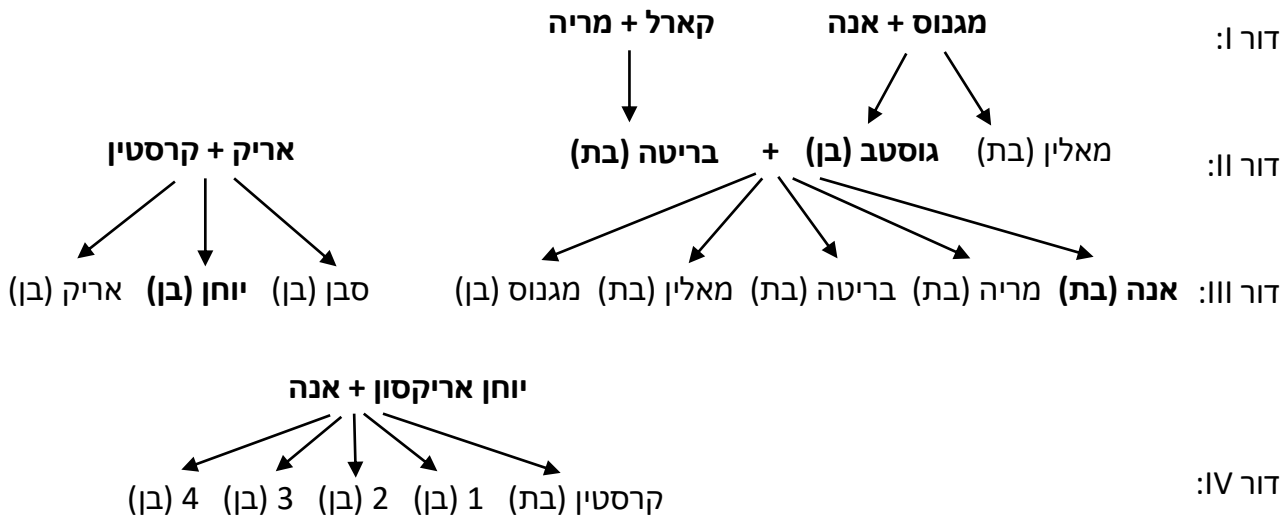 דור I: מגנוס + אנה קארל + מריה
דור II: מאלין (בת) גוסטב (בן) + בריטה (בת) אריק + קרסטין
דור III: אנה (בת) מריה (בת) בריטה (בת) מאלין (בת) מגנוס (בן) סבן (בן) יוחן (בן) אריק (בן)
יוחן אריקסון + אנה
דור IV: קרסטין (בת) 1 (בן) 2 (בן) 3 (בן) 4 (בן)